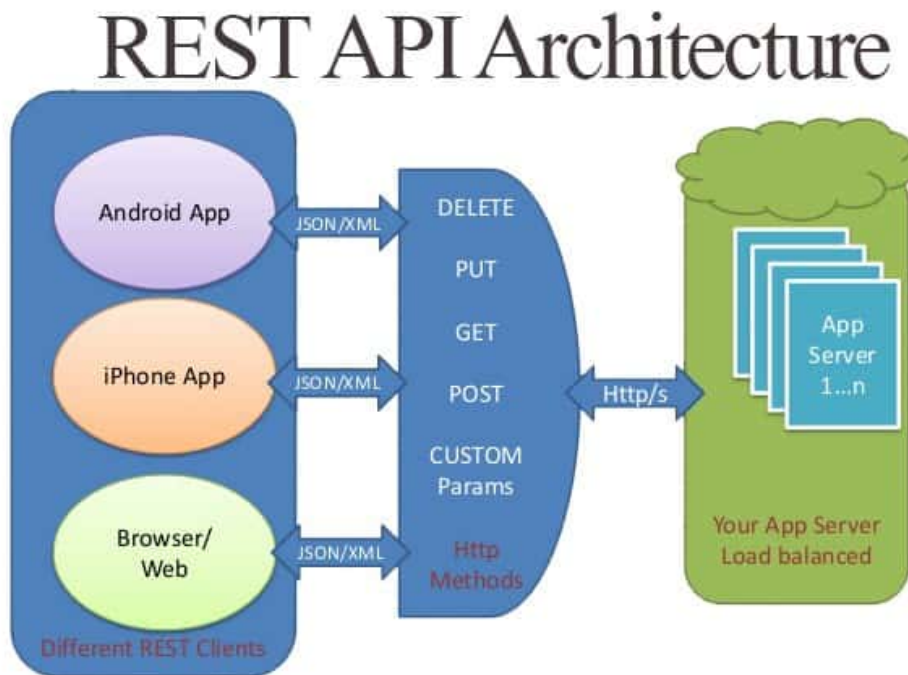 REST API Architecture
Android App
iPhone App
Browser/
Web
Different REST Clients
JSON/XML
JSON/XML
JSON/XML
DELETE
PUT
GET
POST
CUSTOM
Params
Http
Methods
Http/s
App
Server
1...n
Your App Server
Load balanced